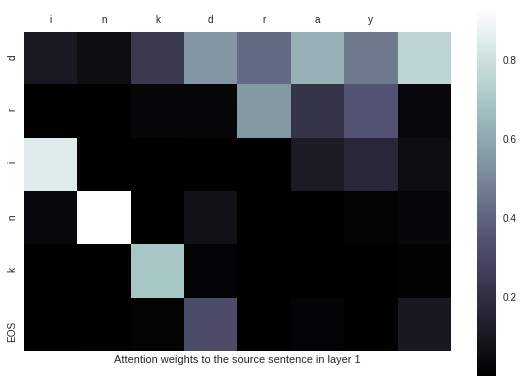 i n k d r a y
d
r
i
n
k
EOS
0.8
0.6
0.4
0.2
Attention weights to the source sentence in layer 1